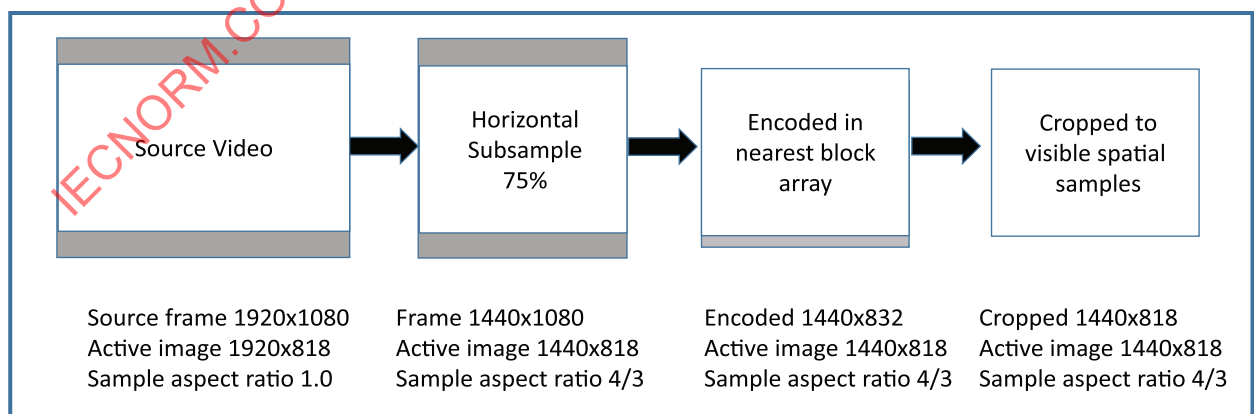 IECNORM.CO
Source Video
Horizontal
Subsample
75%
Encoded in
nearest block
array
Cropped to
visible spatial
samples
Source frame 1920x1080
Active image 1920x818
Sample aspect ratio 1.0
Frame 1440x1080
Active image 1440x818
Sample aspect ratio 4/3
Encoded 1440x832
Active image 1440x818
Sample aspect ratio 4/3
Cropped 1440x818
Active image 1440x818
Sample aspect ratio 4/3